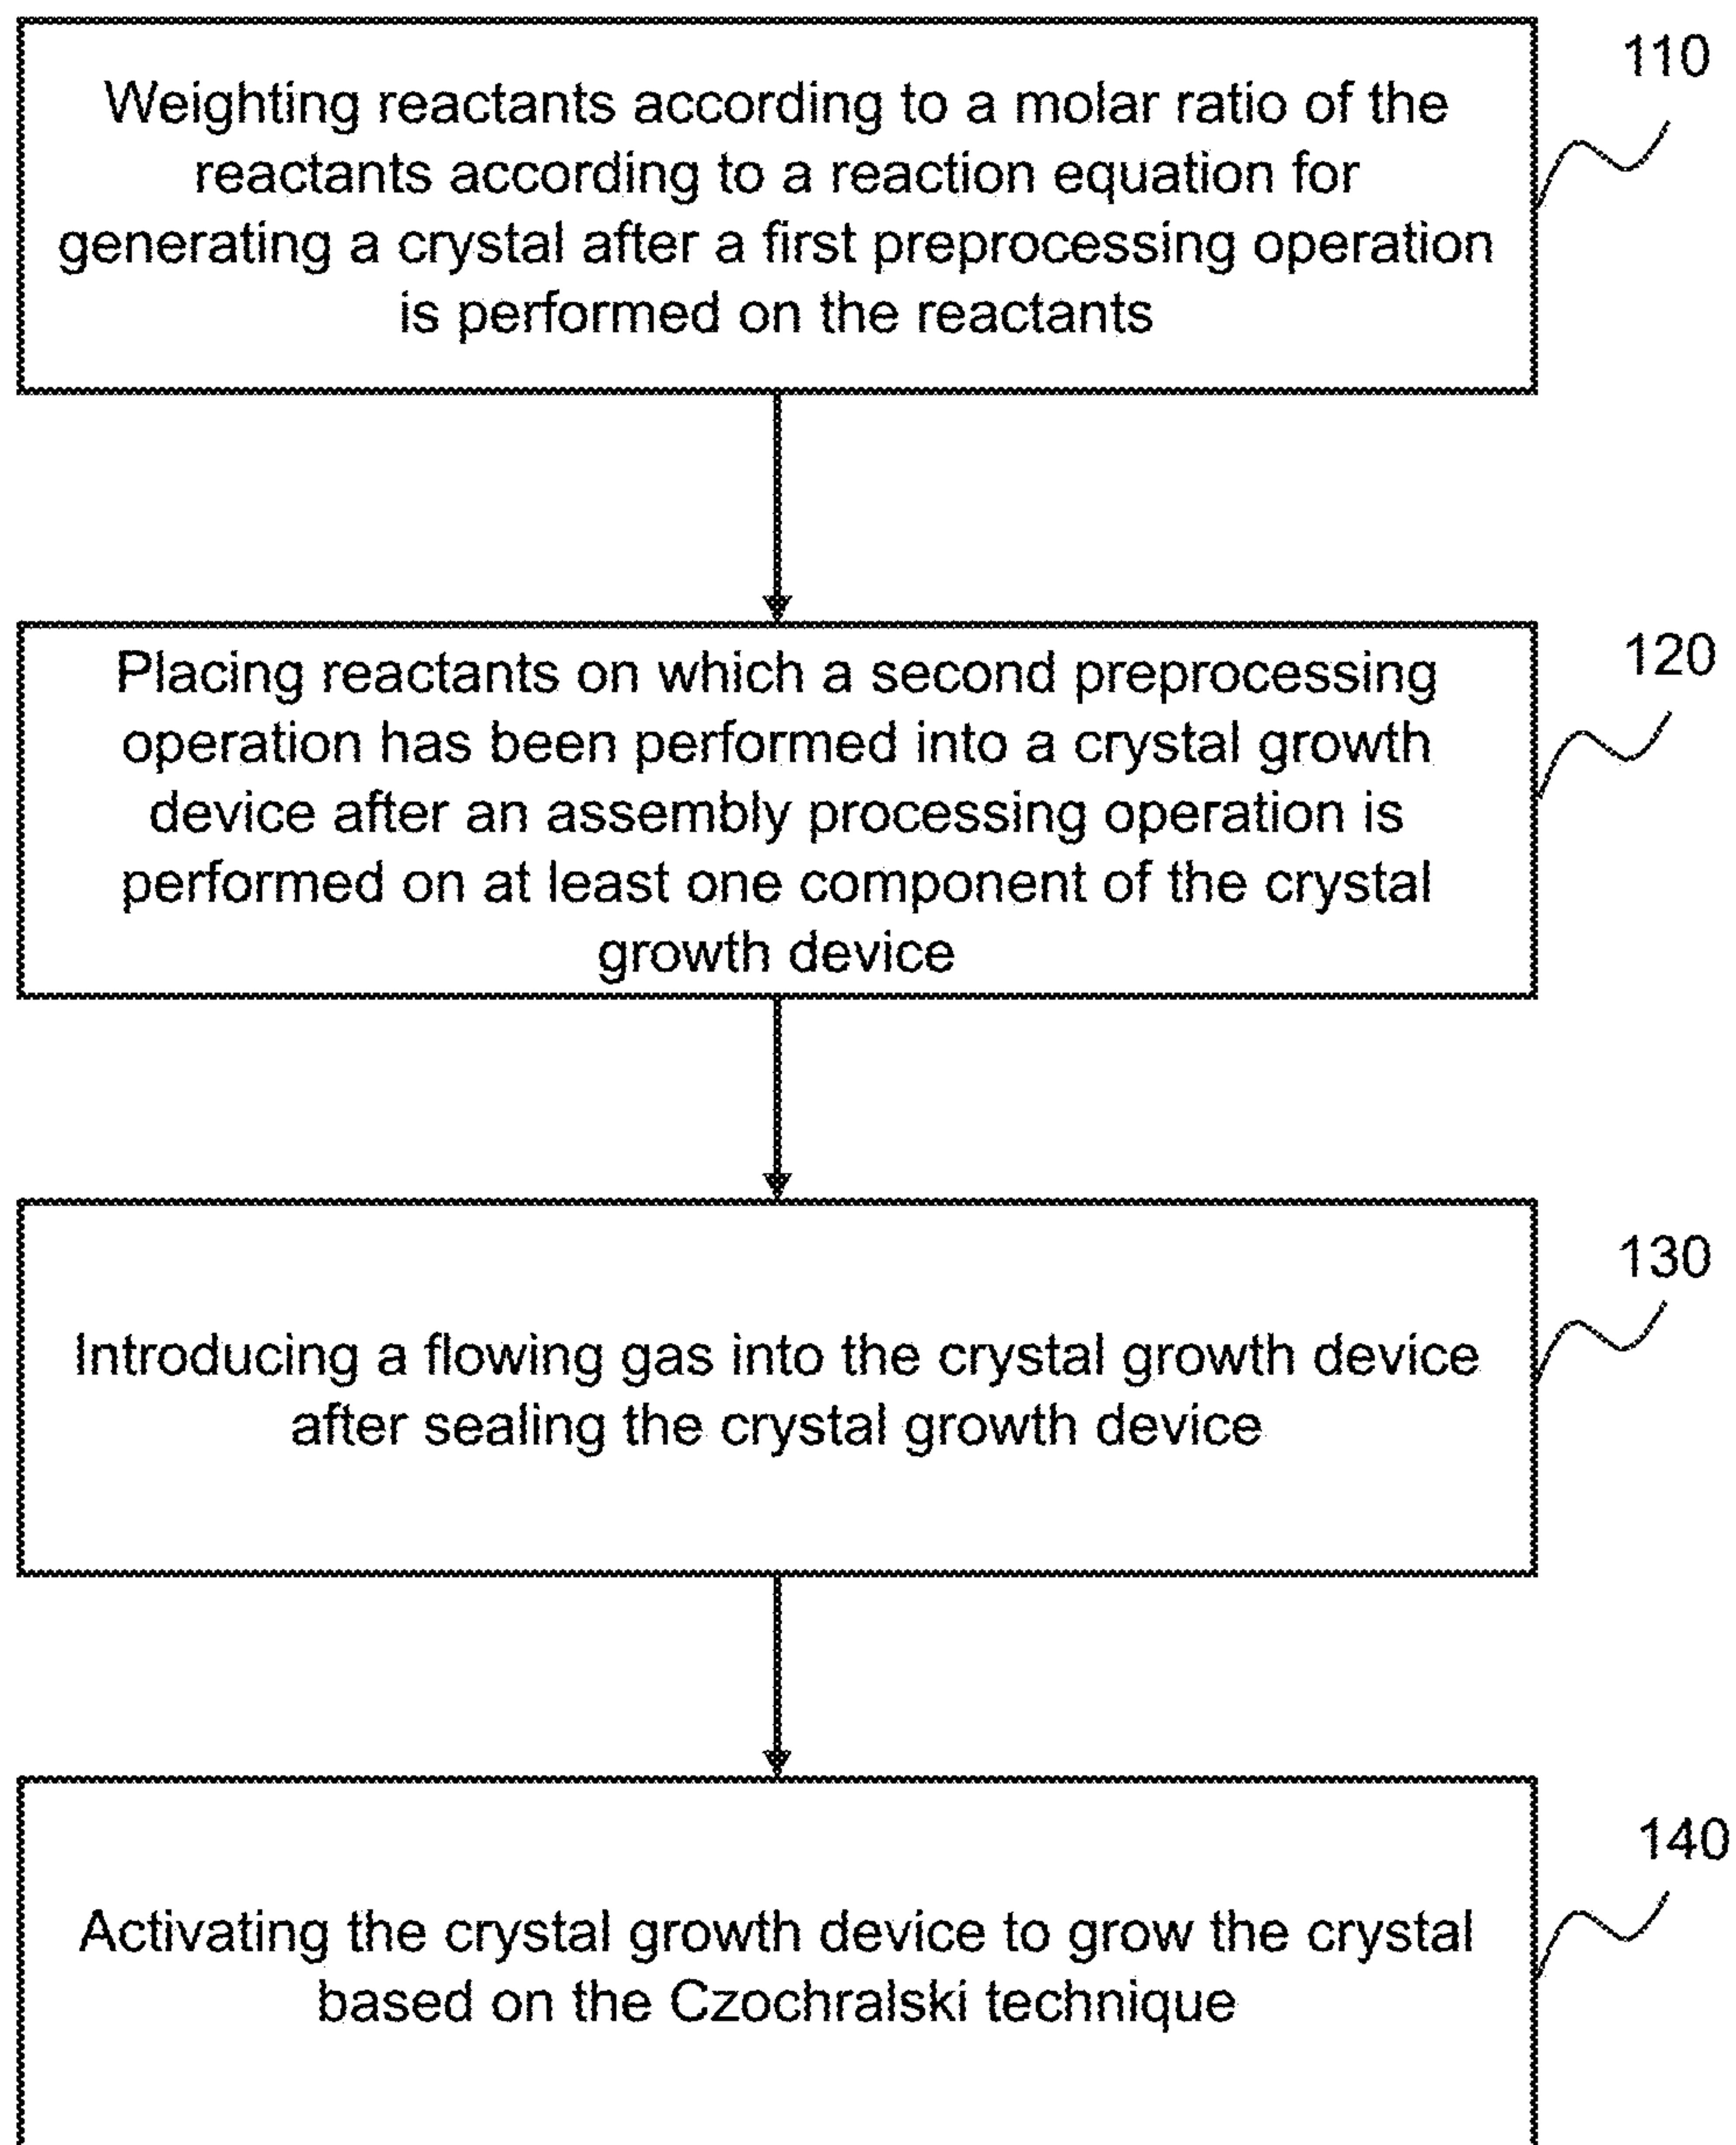 110
Weighting reactants according to a molar ratio of the
reactants according to a reaction equation for
generating a crystal after a first preprocessing operation
is performed on the reactants
120
Placing reactants on which a second preprocessing
operation has been performed into a crystal growth
device after an assembly processing operation is
performed on at least one component of the crystal
growth device
130
Introducing a flowing gas into the crystal growth device
after sealing the crystal growth device
140
Activating the crystal growth device to grow the crystal
based on the Czochralski technique